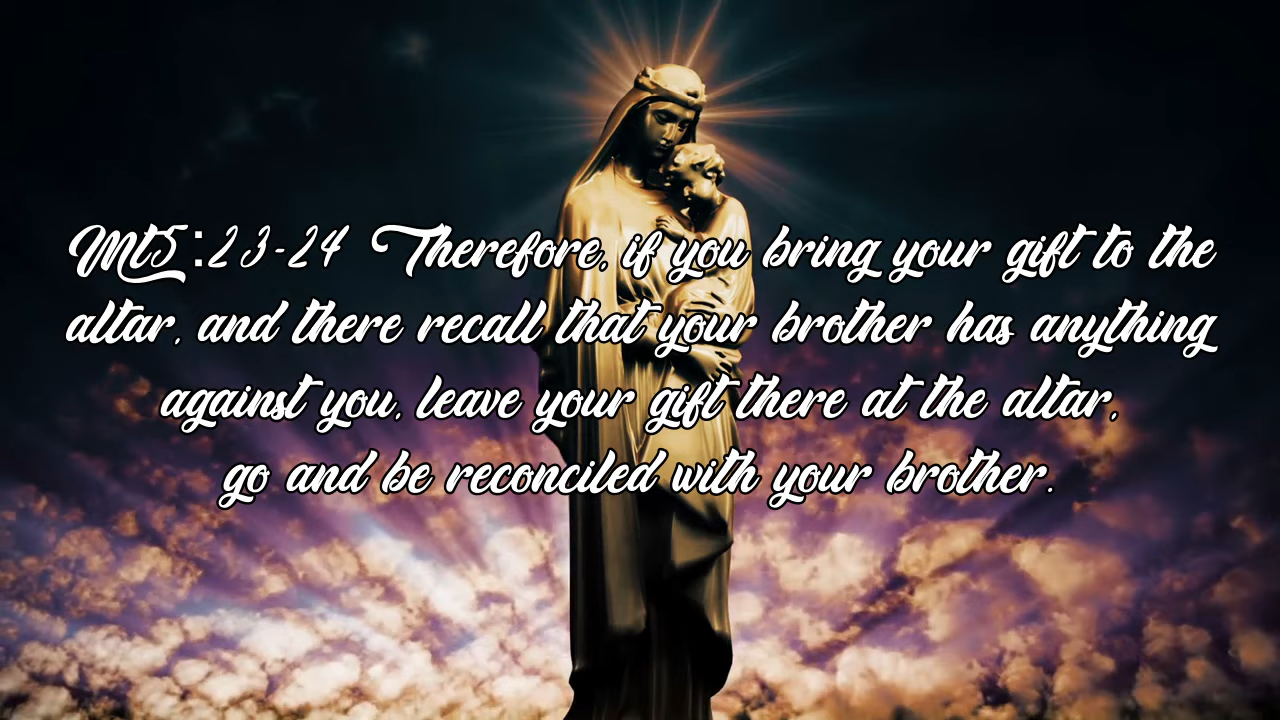 Mt5:23-24 Therefore, if you bring your gift to the
altar, and there recall that your brother has anything
against you, leave your gift there at the altar,
go and be reconciled with your brother.